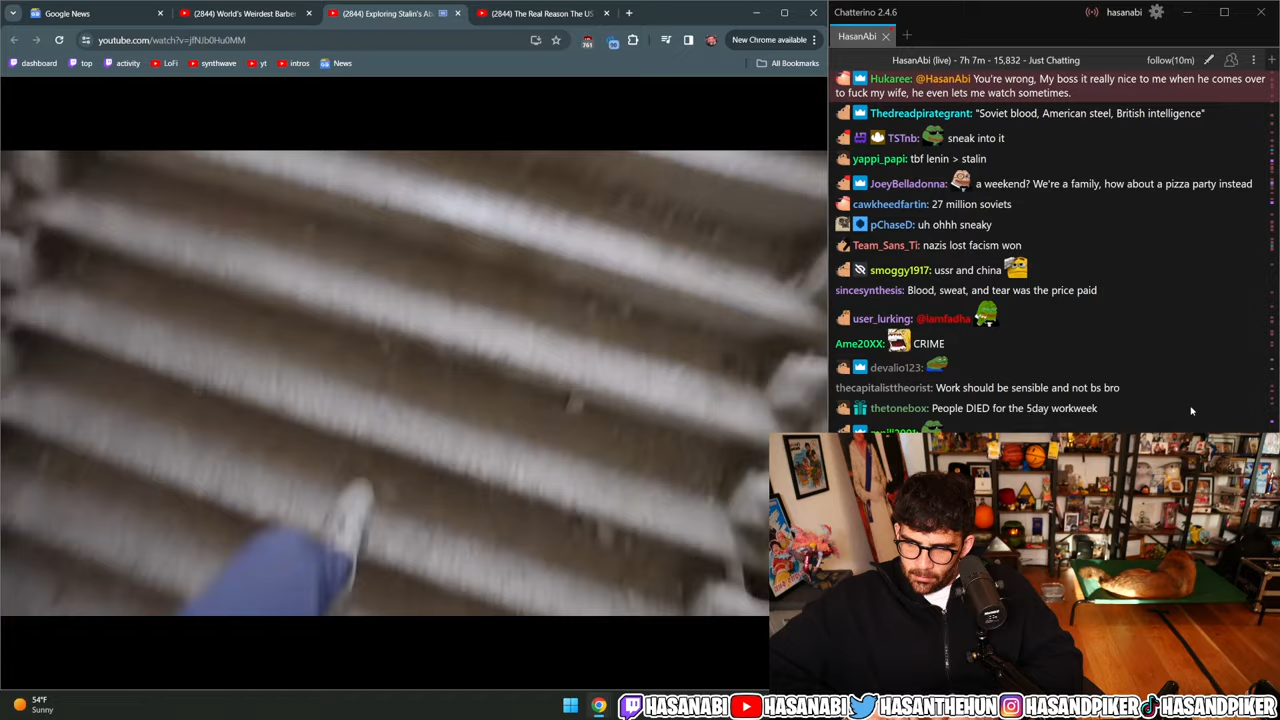 Google News
(2844) World's Weirdest Barbe
(2844) Exploring Stalin's Ab
(2844) The Real Reason The US
youtube.com/watch?v=jfNJb0Hu0MM
761
New Chrome available
dashboard
top
activity
LoFi
synthwave
yt
intros
News
All Bookmarks
Chatterino 2.4.6
hasanabi
HasanAbi
HasanAbi (live) - 7h 7m - 15,832 - Just Chatting
follow(10m)
Hukaree: @HasanAbi You're wrong, My boss it really nice to me when he comes over
to fuck my wife, he even lets me watch sometimes.
Thedreadpirategrant: "Soviet blood, American steel, British intelligence"
TSTnb: sneak into it
yappi_papi: tbf lenin > stalin
JoeyBelladonna: a weekend? We're a family, how about a pizza party instead
cawkheedfartin: 27 million soviets
pChaseD: uh ohhh sneaky
Team_Sans_Ti: nazis lost facism won
smoggy1917: ussr and china
sincesynthesis: Blood, sweat, and tear was the price paid
user_lurking: @Iamfadha
Ame20XX: CRIME
devalio123:
thecapitalisttheorist: Work should be sensible and not bs bro
thetonebox: People DIED for the 5day workweek
54°F
Sunny
HASANABI
HASANABI
HASANTHEHUN
HASANDPIKER
HASANDPIKER